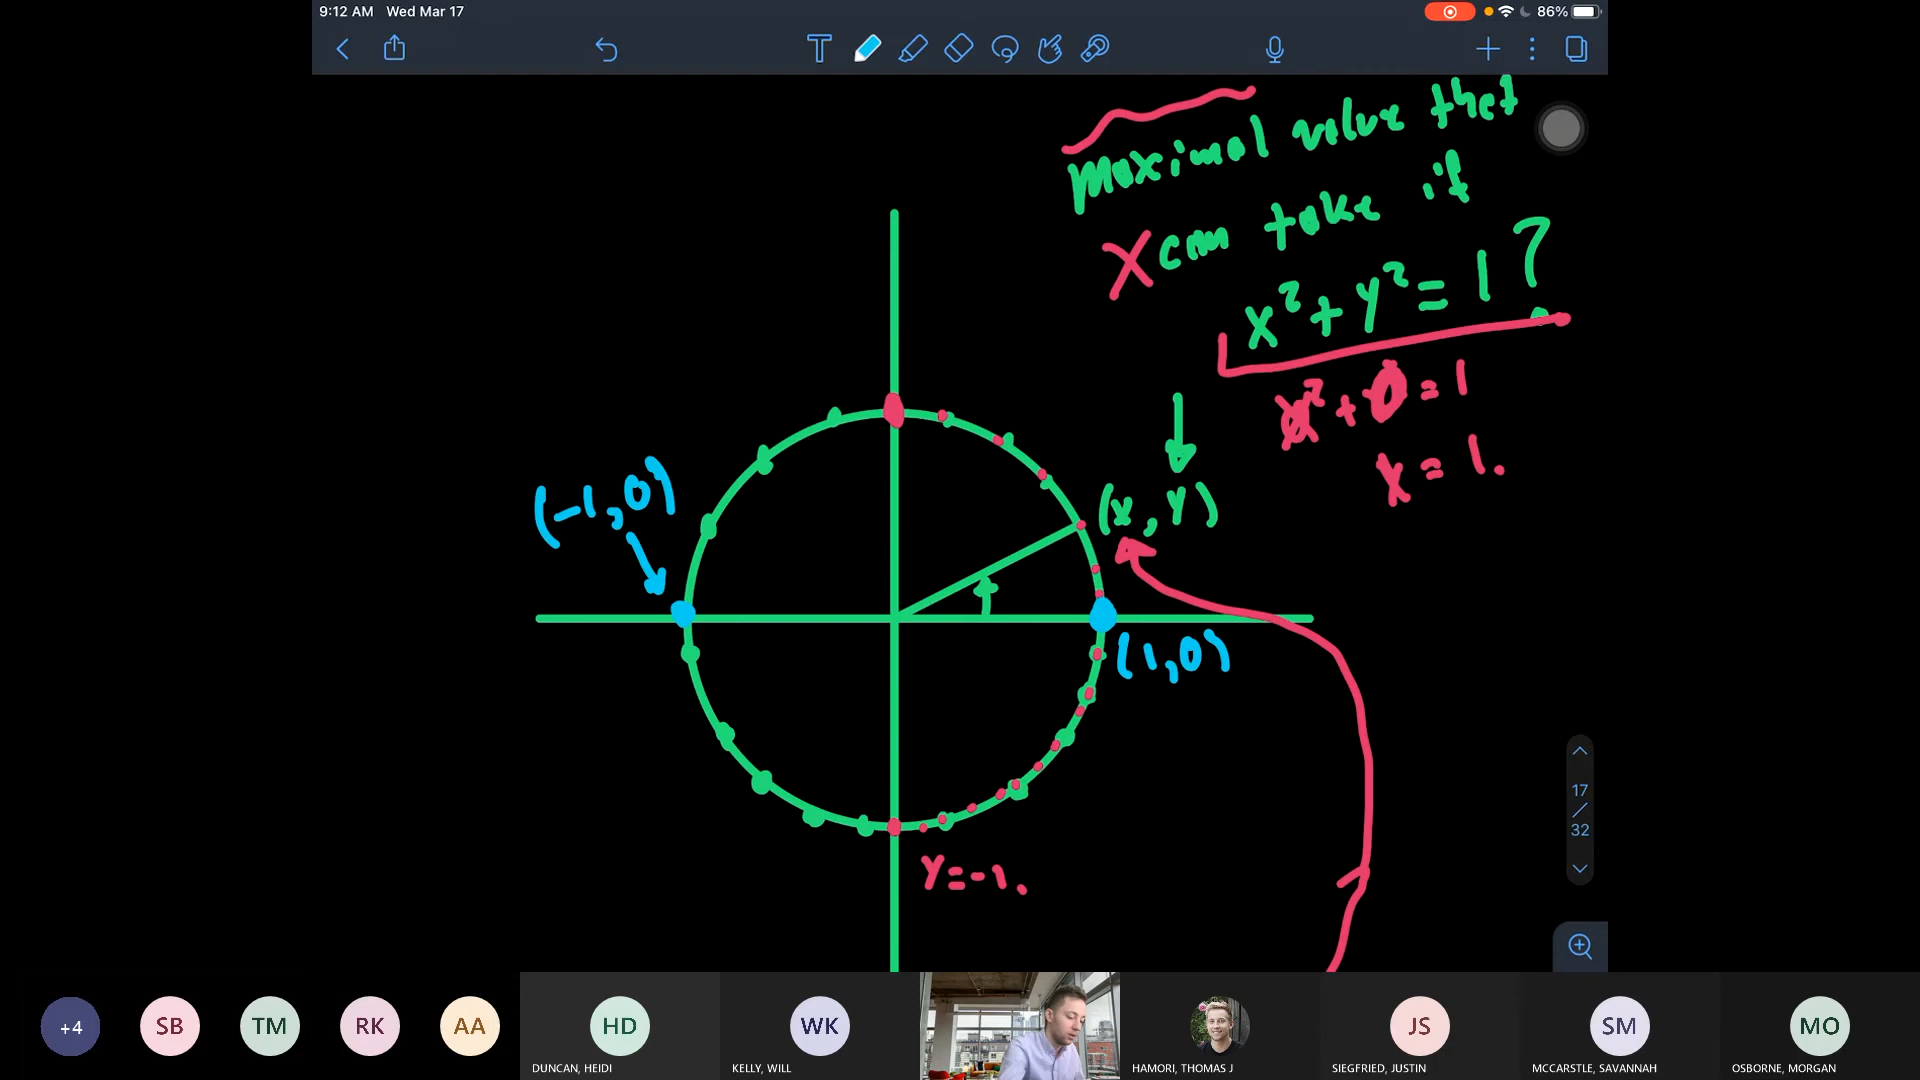 9:12 AM Wed Mar 17
86%
T
maximal value that
X can take if
x²+y²=1?
x²+0=1
x=1.
(x,y)
(-1,0)
(1,0)
y=-1.
17
/
32
+4
SB
TM
RK
AA
HD
DUNCAN, HEIDI
WK
KELLY, WILL
HAMORI, THOMAS J
JS
SIEGFRIED, JUSTIN
SM
MCCARSTLE, SAVANNAH
MO
OSBORNE, MORGAN